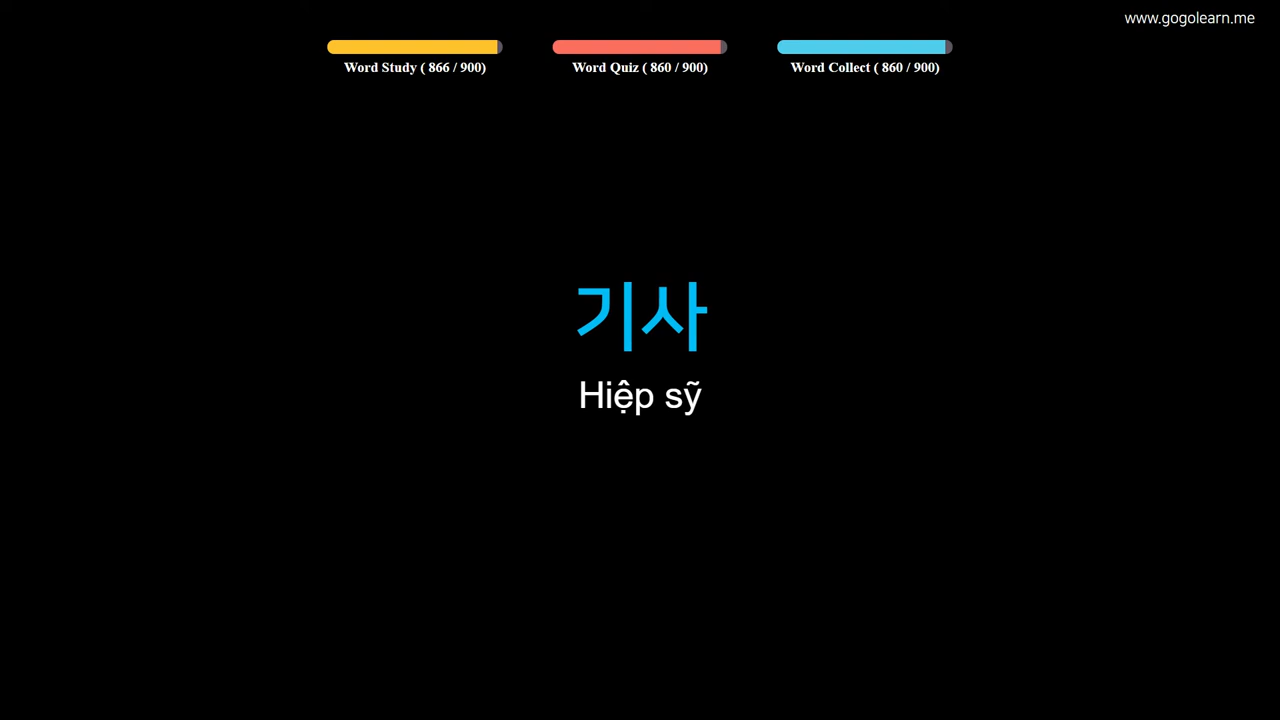 www.gogolearn.me
Word Study ( 866 / 900)
Word Quiz ( 860 / 900)
Word Collect ( 860 / 900)
기사
Hiệp sỹ